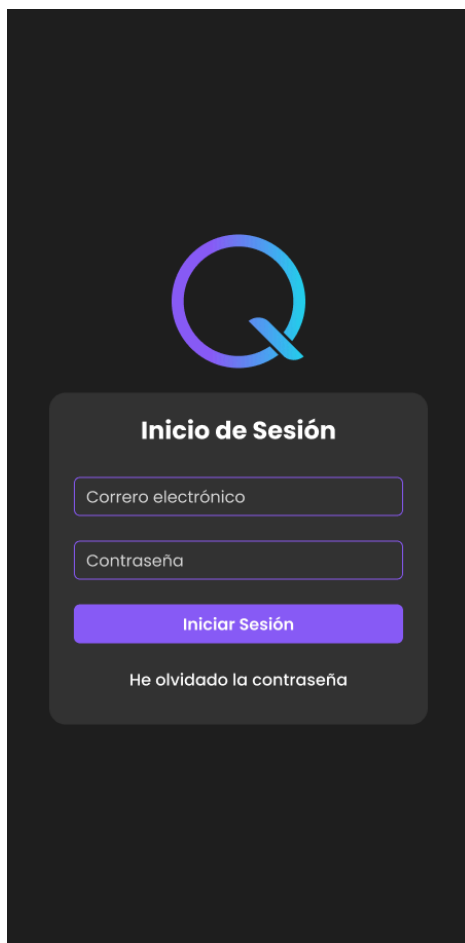 Inicio de Sesión
Correro electrónico
Contraseña
Iniciar Sesión
He olvidado la contraseña